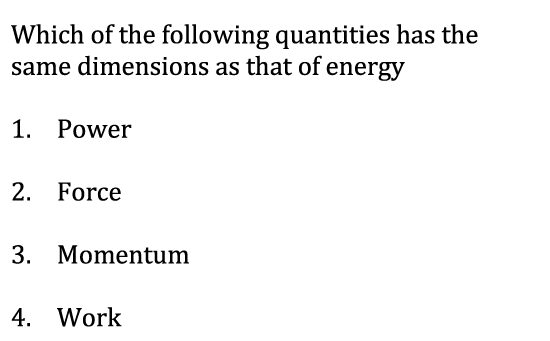 Which of the following quantities has the
same dimensions as that of energy
1. Power
2. Force
3. Momentum
4. Work